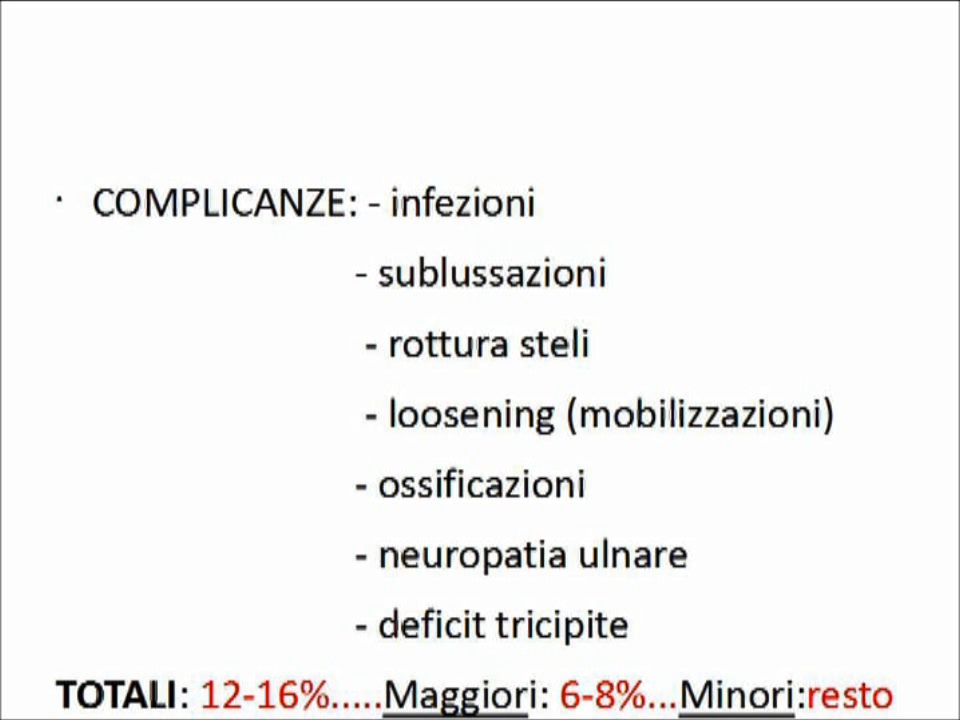 · COMPLICANZE: - infezioni
- sublussazioni
- rottura steli
- loosening (mobilizzazioni)
- ossificazioni
- neuropatia ulnare
- deficit tricipite
TOTALI: 12-16%.....Maggiori: 6-8%...Minori:resto